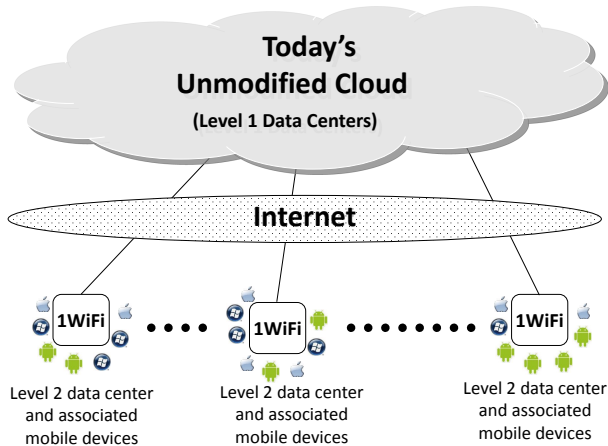 Today's
Unmodified Cloud
(Level 1 Data Centers)
Internet
1WiFi
1WiFi
1WiFi
Level 2 data center
and associated
mobile devices
Level 2 data center
and associated
mobile devices
Level 2 data center
and associated
mobile devices